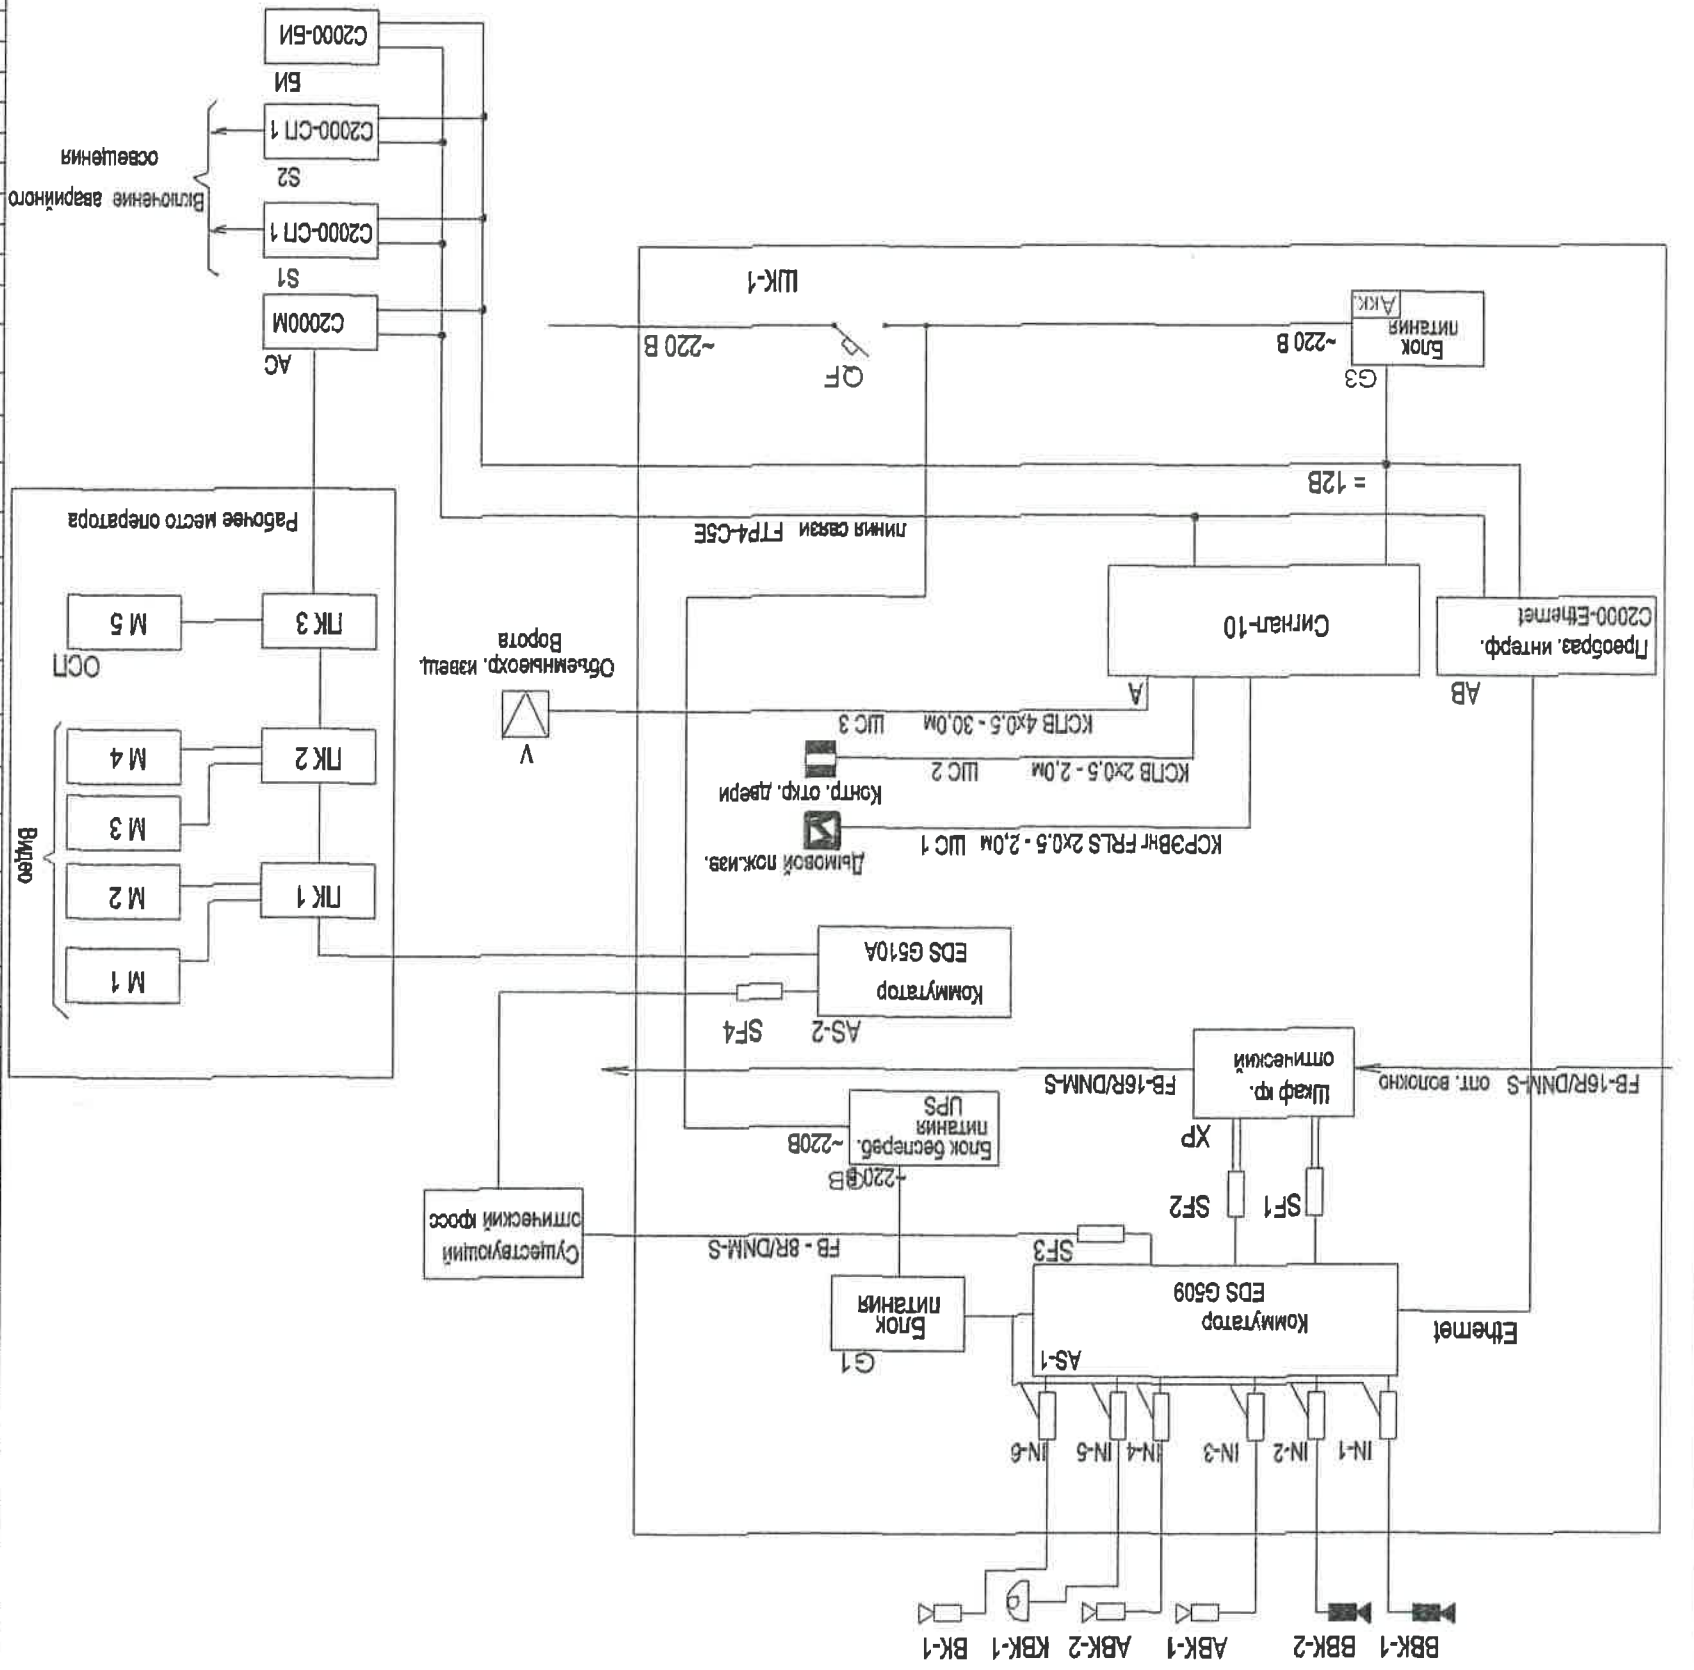 ВВК-1
ВВК-2
АВК-1
АВК-2
КВК-1
ВК-1
IN-1
IN-2
IN-3
IN-4
IN-5
IN-6
AS-1
Коммутатор
EDS G509
Ethernet
G1
Блок
питания
SF3
FB - 8R/DNM-S
Существующий
оптический кросс
SF1
SF2
XP
Шкаф кр.
оптический
FB-16R/DNM-S опт. волокно
FB-16R/DNM-S
~220 В
Блок беспереб.
питания
UPS
~220В
AS-2
Коммутатор
EDS G510A
SF4
Дымовой пож.изв.
КСРЭВнг FRLS 2х0.5 - 2,0м ШС 1
Контр. откр. двери
КСПВ 2х0.5 - 2,0м ШС 2
V
КСПВ 4х0.5 - 30,0м ШС 3
Объемныеохр. извещ.
Ворота
AB
Преобраз. интерф.
C2000-Ethernet
A
Сигнал-10
линия связи FTP4-C5E
= 12В
G3
Блок
питания
Акк.
~220 В
QF
~220 В
ШК-1
Видео
М 1
М 2
М 3
М 4
ПК 1
ПК 2
ПК 3
ОСП
М 5
Рабочее место оператора
АС
С2000М
S1
С2000-СП 1
S2
С2000-СП 1
Включение аварийного
освещения
БИ
С2000-БИ